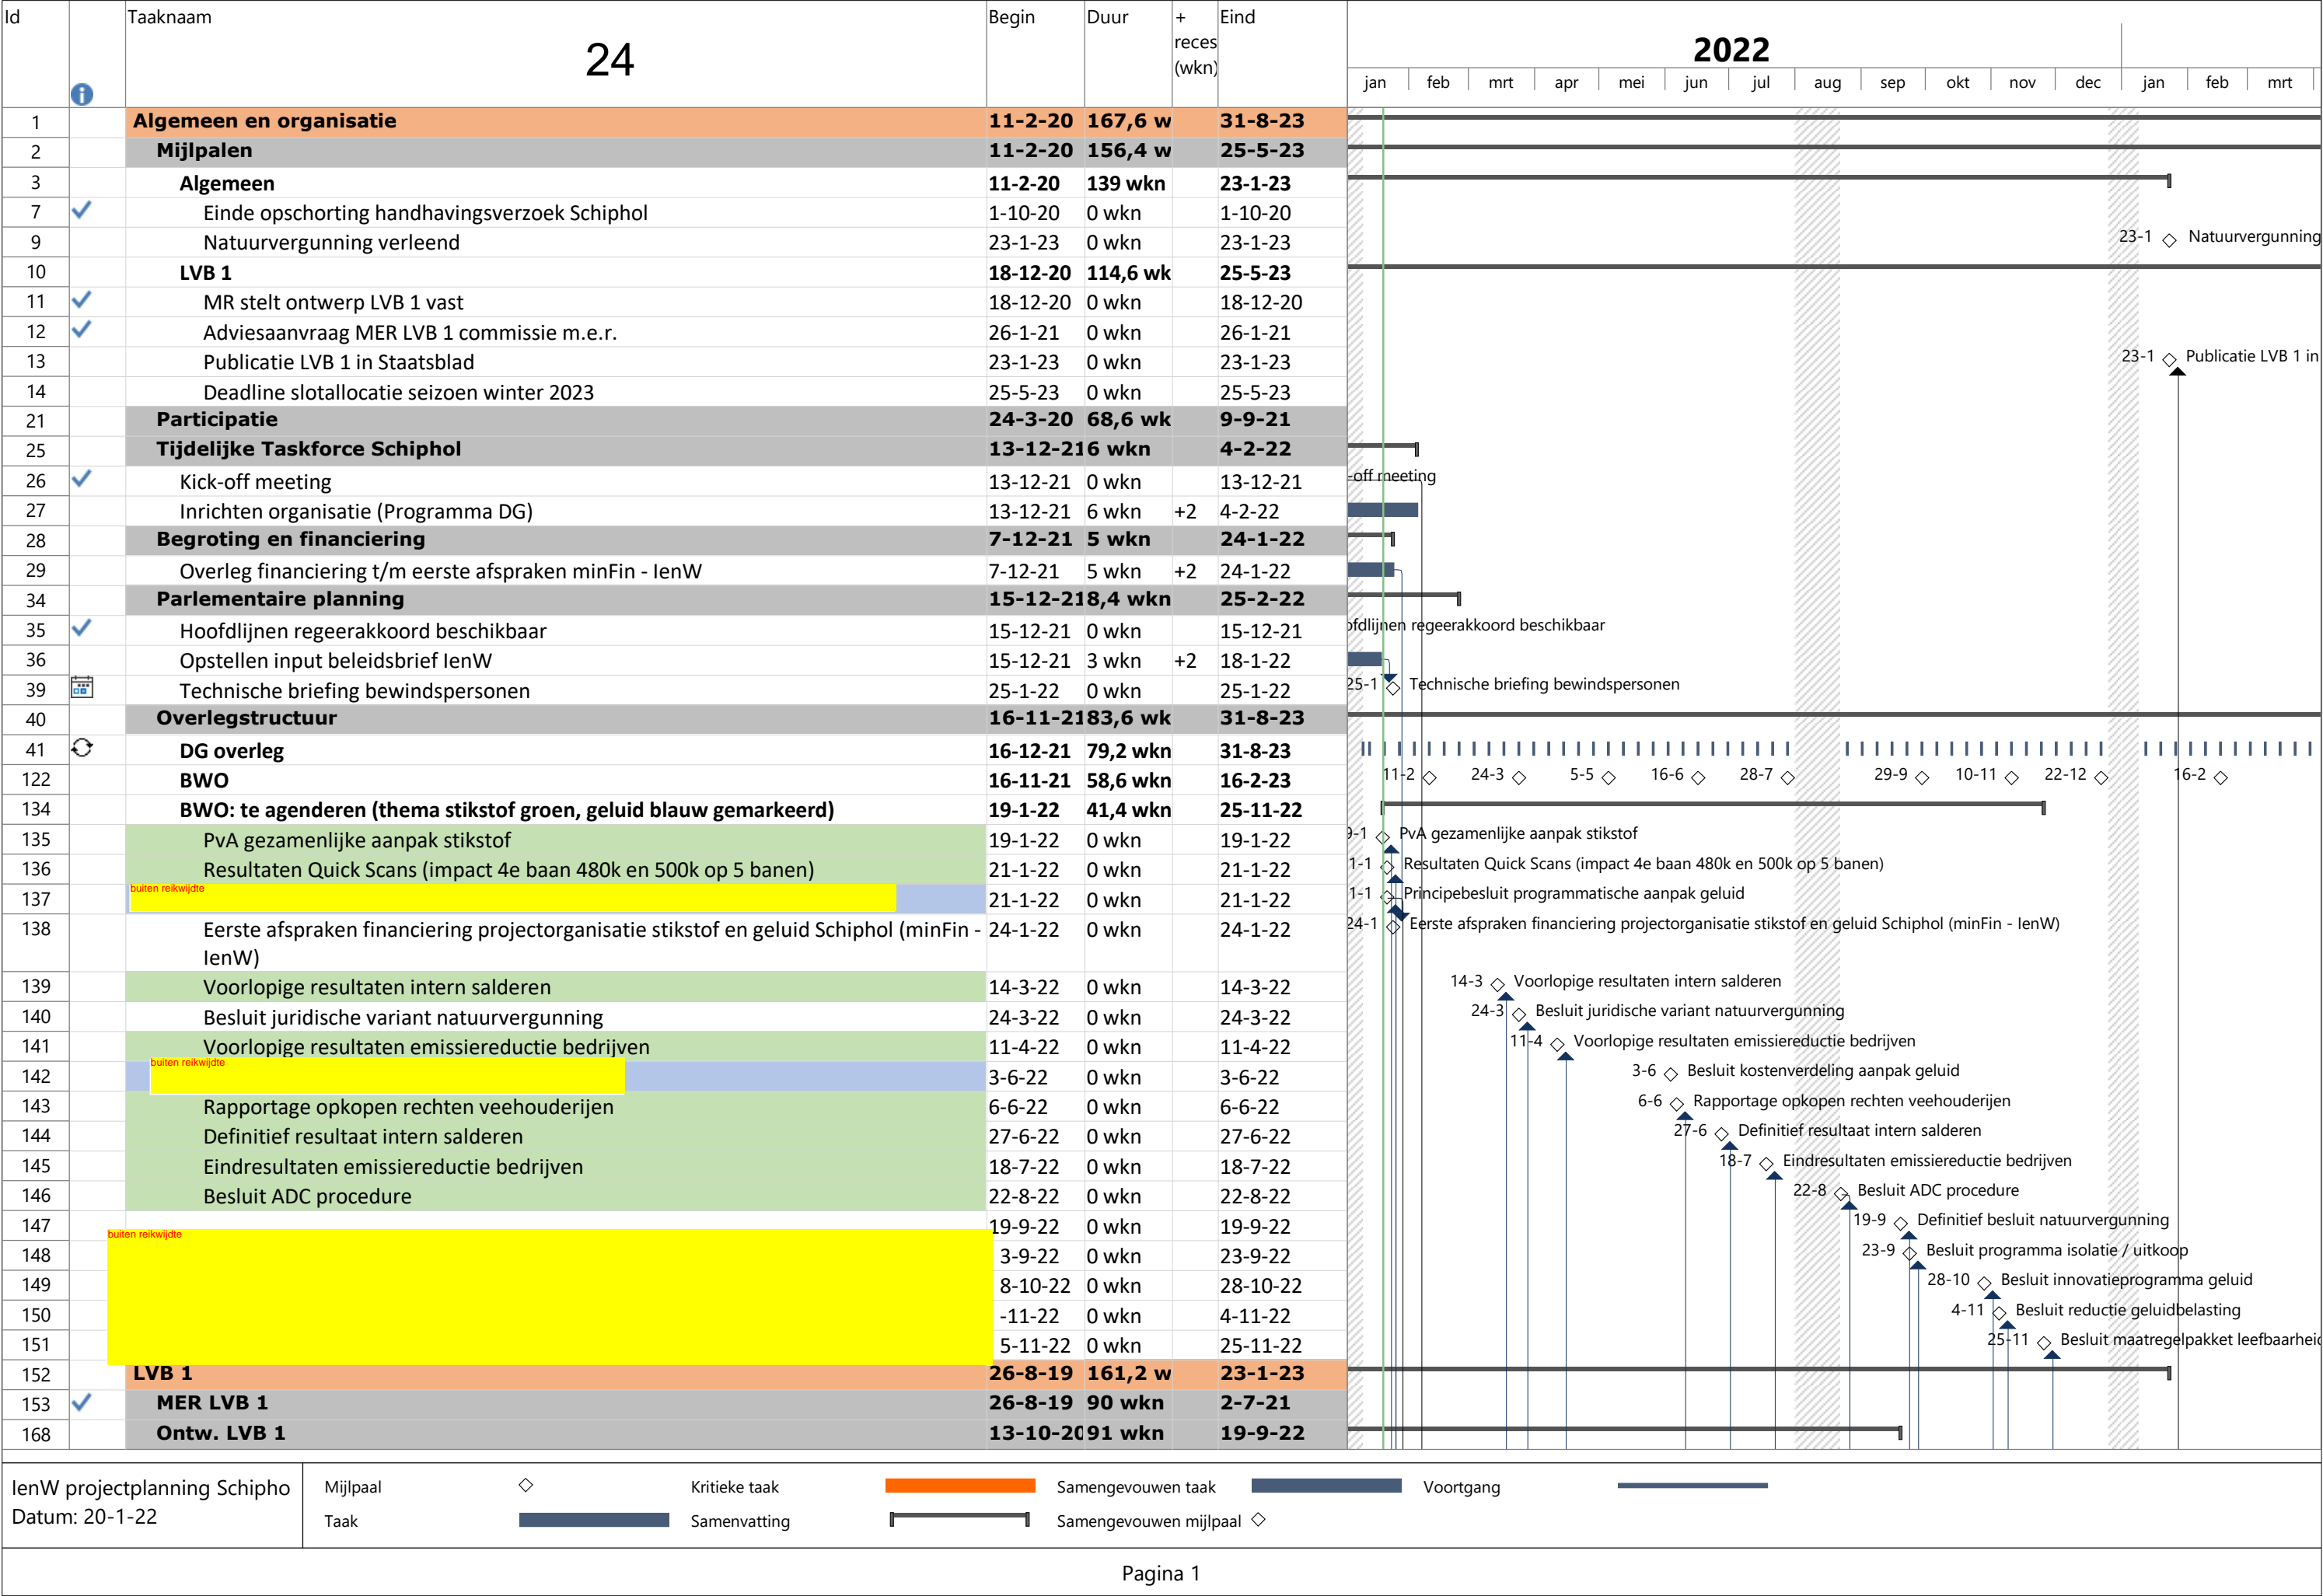 Id Taaknaam Begin Duur + reces (wkn) Eind
24
2022
jan feb mrt apr mei jun jul aug sep okt nov dec jan feb mrt
1 Algemeen en organisatie 11-2-20 167,6 w 31-8-23
2 Mijlpalen 11-2-20 156,4 w 25-5-23
3 Algemeen 11-2-20 139 wkn 23-1-23
7 Einde opschorting handhavingsverzoek Schiphol 1-10-20 0 wkn 1-10-20
9 Natuurvergunning verleend 23-1-23 0 wkn 23-1-23 23-1 Natuurvergunning
10 LVB 1 18-12-20 114,6 wk 25-5-23
11 MR stelt ontwerp LVB 1 vast 18-12-20 0 wkn 18-12-20
12 Adviesaanvraag MER LVB 1 commissie m.e.r. 26-1-21 0 wkn 26-1-21
13 Publicatie LVB 1 in Staatsblad 23-1-23 0 wkn 23-1-23 23-1 Publicatie LVB 1 in
14 Deadline slotallocatie seizoen winter 2023 25-5-23 0 wkn 25-5-23
21 Participatie 24-3-20 68,6 wk 9-9-21
25 Tijdelijke Taskforce Schiphol 13-12-21 6 wkn 4-2-22
26 Kick-off meeting 13-12-21 0 wkn 13-12-21 -off meeting
27 Inrichten organisatie (Programma DG) 13-12-21 6 wkn +2 4-2-22
28 Begroting en financiering 7-12-21 5 wkn 24-1-22
29 Overleg financiering t/m eerste afspraken minFin - IenW 7-12-21 5 wkn +2 24-1-22
34 Parlementaire planning 15-12-21 8,4 wkn 25-2-22
35 Hoofdlijnen regeerakkoord beschikbaar 15-12-21 0 wkn 15-12-21 ofdlijnen regeerakkoord beschikbaar
36 Opstellen input beleidsbrief IenW 15-12-21 3 wkn +2 18-1-22
39 Technische briefing bewindspersonen 25-1-22 0 wkn 25-1-22 25-1 Technische briefing bewindspersonen
40 Overlegstructuur 16-11-21 83,6 wk 31-8-23
41 DG overleg 16-12-21 79,2 wkn 31-8-23
122 BWO 16-11-21 58,6 wkn 16-2-23 11-2 24-3 5-5 16-6 28-7 29-9 10-11 22-12 16-2
134 BWO: te agenderen (thema stikstof groen, geluid blauw gemarkeerd) 19-1-22 41,4 wkn 25-11-22
135 PvA gezamenlijke aanpak stikstof 19-1-22 0 wkn 19-1-22 9-1 PvA gezamenlijke aanpak stikstof
136 Resultaten Quick Scans (impact 4e baan 480k en 500k op 5 banen) 21-1-22 0 wkn 21-1-22 1-1 Resultaten Quick Scans (impact 4e baan 480k en 500k op 5 banen)
137 buiten reikwijdte 21-1-22 0 wkn 21-1-22 1-1 Principebesluit programmatische aanpak geluid
138 Eerste afspraken financiering projectorganisatie stikstof en geluid Schiphol (minFin - 24-1-22 0 wkn 24-1-22 24-1 Eerste afspraken financiering projectorganisatie stikstof en geluid Schiphol (minFin - IenW)
IenW)
139 Voorlopige resultaten intern salderen 14-3-22 0 wkn 14-3-22 14-3 Voorlopige resultaten intern salderen
140 Besluit juridische variant natuurvergunning 24-3-22 0 wkn 24-3-22 24-3 Besluit juridische variant natuurvergunning
141 Voorlopige resultaten emissiereductie bedrijven 11-4-22 0 wkn 11-4-22 11-4 Voorlopige resultaten emissiereductie bedrijven
142 buiten reikwijdte 3-6-22 0 wkn 3-6-22 3-6 Besluit kostenverdeling aanpak geluid
143 Rapportage opkopen rechten veehouderijen 6-6-22 0 wkn 6-6-22 6-6 Rapportage opkopen rechten veehouderijen
144 Definitief resultaat intern salderen 27-6-22 0 wkn 27-6-22 27-6 Definitief resultaat intern salderen
145 Eindresultaten emissiereductie bedrijven 18-7-22 0 wkn 18-7-22 18-7 Eindresultaten emissiereductie bedrijven
146 Besluit ADC procedure 22-8-22 0 wkn 22-8-22 22-8 Besluit ADC procedure
147 19-9-22 0 wkn 19-9-22 19-9 Definitief besluit natuurvergunning
buiten reikwijdte
148 3-9-22 0 wkn 23-9-22 23-9 Besluit programma isolatie / uitkoop
149 8-10-22 0 wkn 28-10-22 28-10 Besluit innovatieprogramma geluid
150 -11-22 0 wkn 4-11-22 4-11 Besluit reductie geluidbelasting
151 5-11-22 0 wkn 25-11-22 25-11 Besluit maatregelpakket leefbaarheid
152 LVB 1 26-8-19 161,2 w 23-1-23
153 MER LVB 1 26-8-19 90 wkn 2-7-21
168 Ontw. LVB 1 13-10-20 91 wkn 19-9-22
IenW projectplanning Schipho
Datum: 20-1-22
Mijlpaal Kritieke taak Samengevouwen taak Voortgang
Taak Samenvatting Samengevouwen mijlpaal
Pagina 1